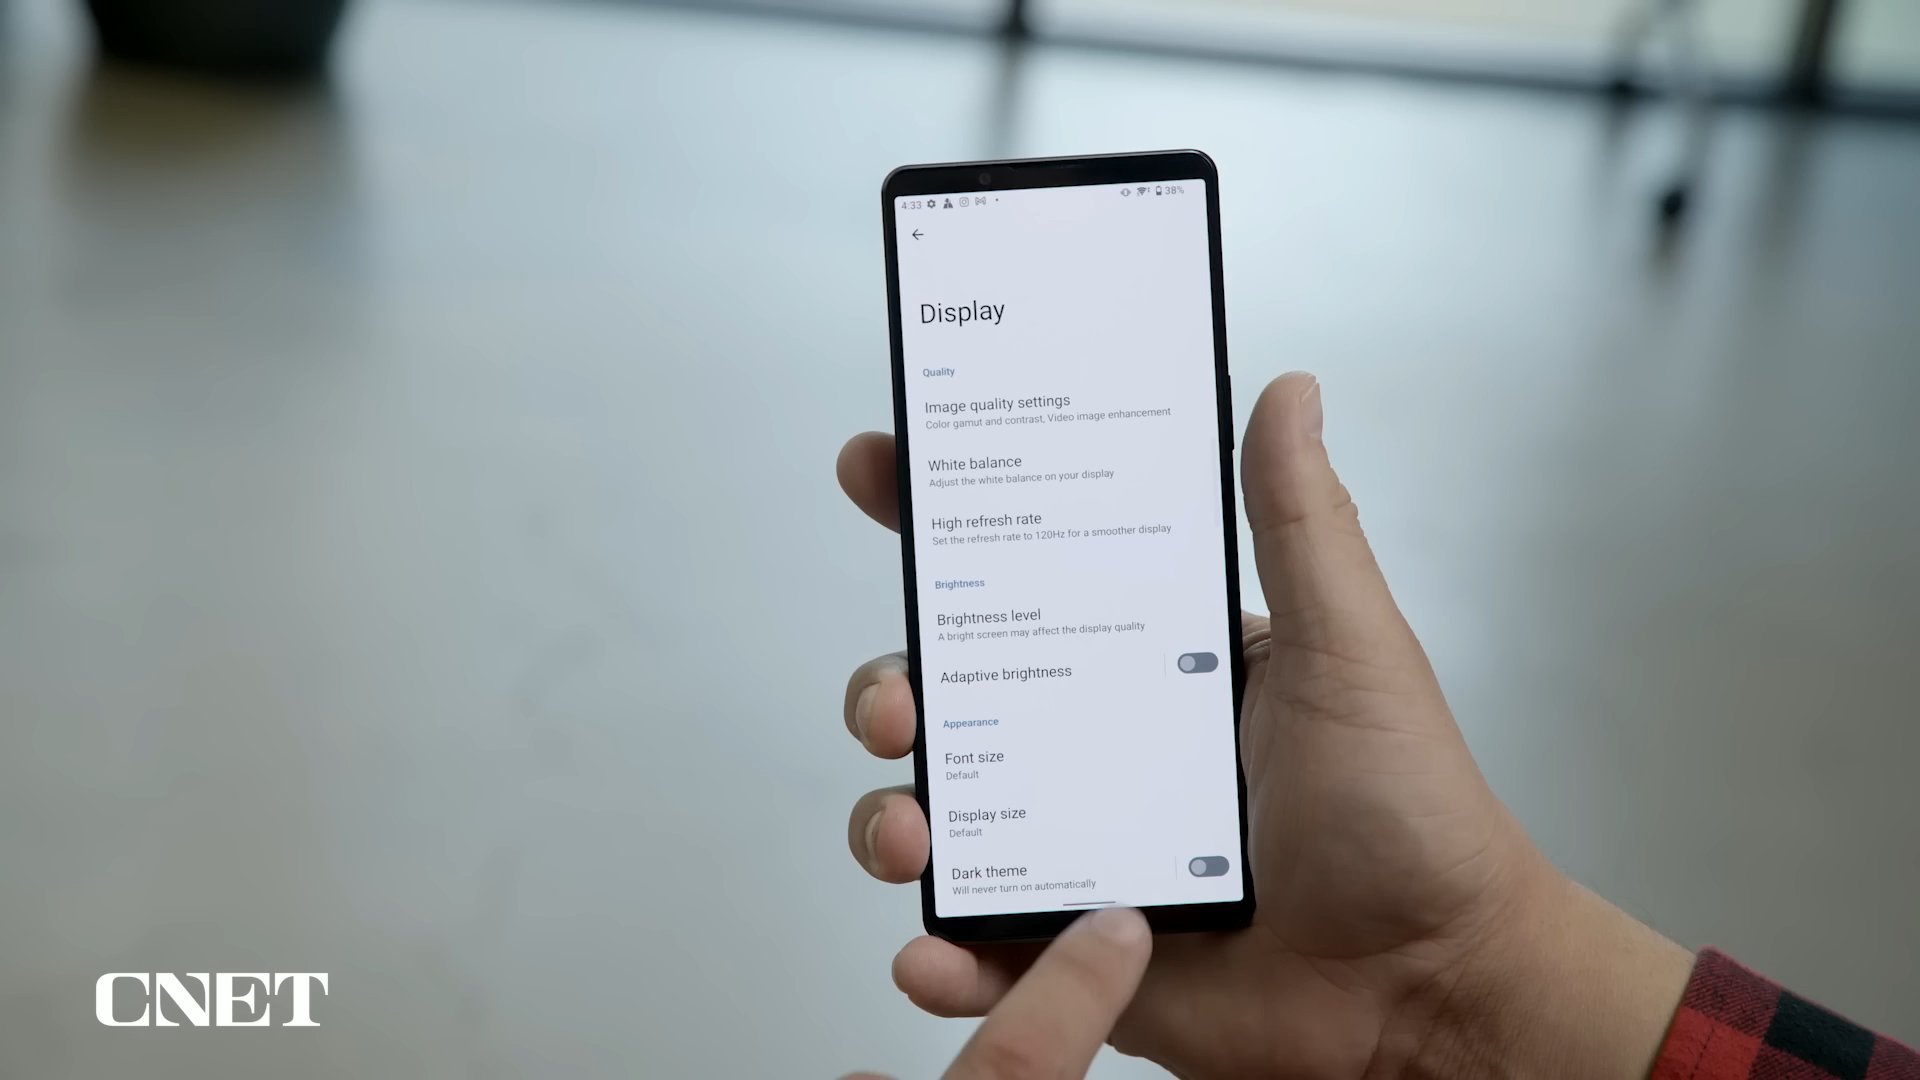 4:33
38%
Display
Quality
Image quality settings
Color gamut and contrast, Video image enhancement
White balance
Adjust the white balance on your display
High refresh rate
Set the refresh rate to 120Hz for a smoother display
Brightness
Brightness level
A bright screen may affect the display quality
Adaptive brightness
Appearance
Font size
Default
Display size
Default
Dark theme
Will never turn on automatically
CNET